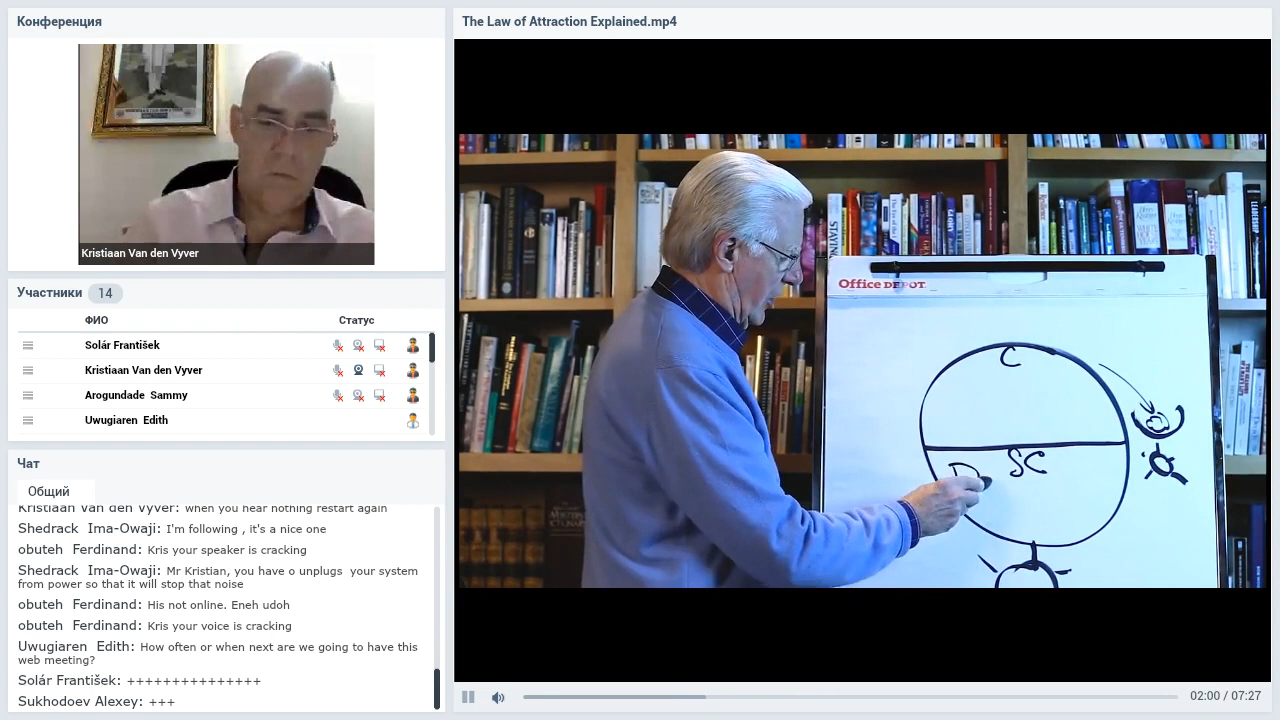 Конференция
Kristiaan Van den Vyver
Участники 14
ФИО Статус
Solár František
Kristiaan Van den Vyver
Arogundade Sammy
Uwugiaren Edith
Чат
Общий
Kristiaan Van den Vyver: when you hear nothing restart again
Shedrack Ima-Owaji: I'm following , it's a nice one
obuteh Ferdinand: Kris your speaker is cracking
Shedrack Ima-Owaji: Mr Kristian, you have o unplugs your system
from power so that it will stop that noise
obuteh Ferdinand: His not online. Eneh udoh
obuteh Ferdinand: Kris your voice is cracking
Uwugiaren Edith: How often or when next are we going to have this
web meeting?
Solár František: +++++++++++++++
Sukhodoev Alexey: +++
The Law of Attraction Explained.mp4
Office DEPOT
C
SC
D
02:00 / 07:27